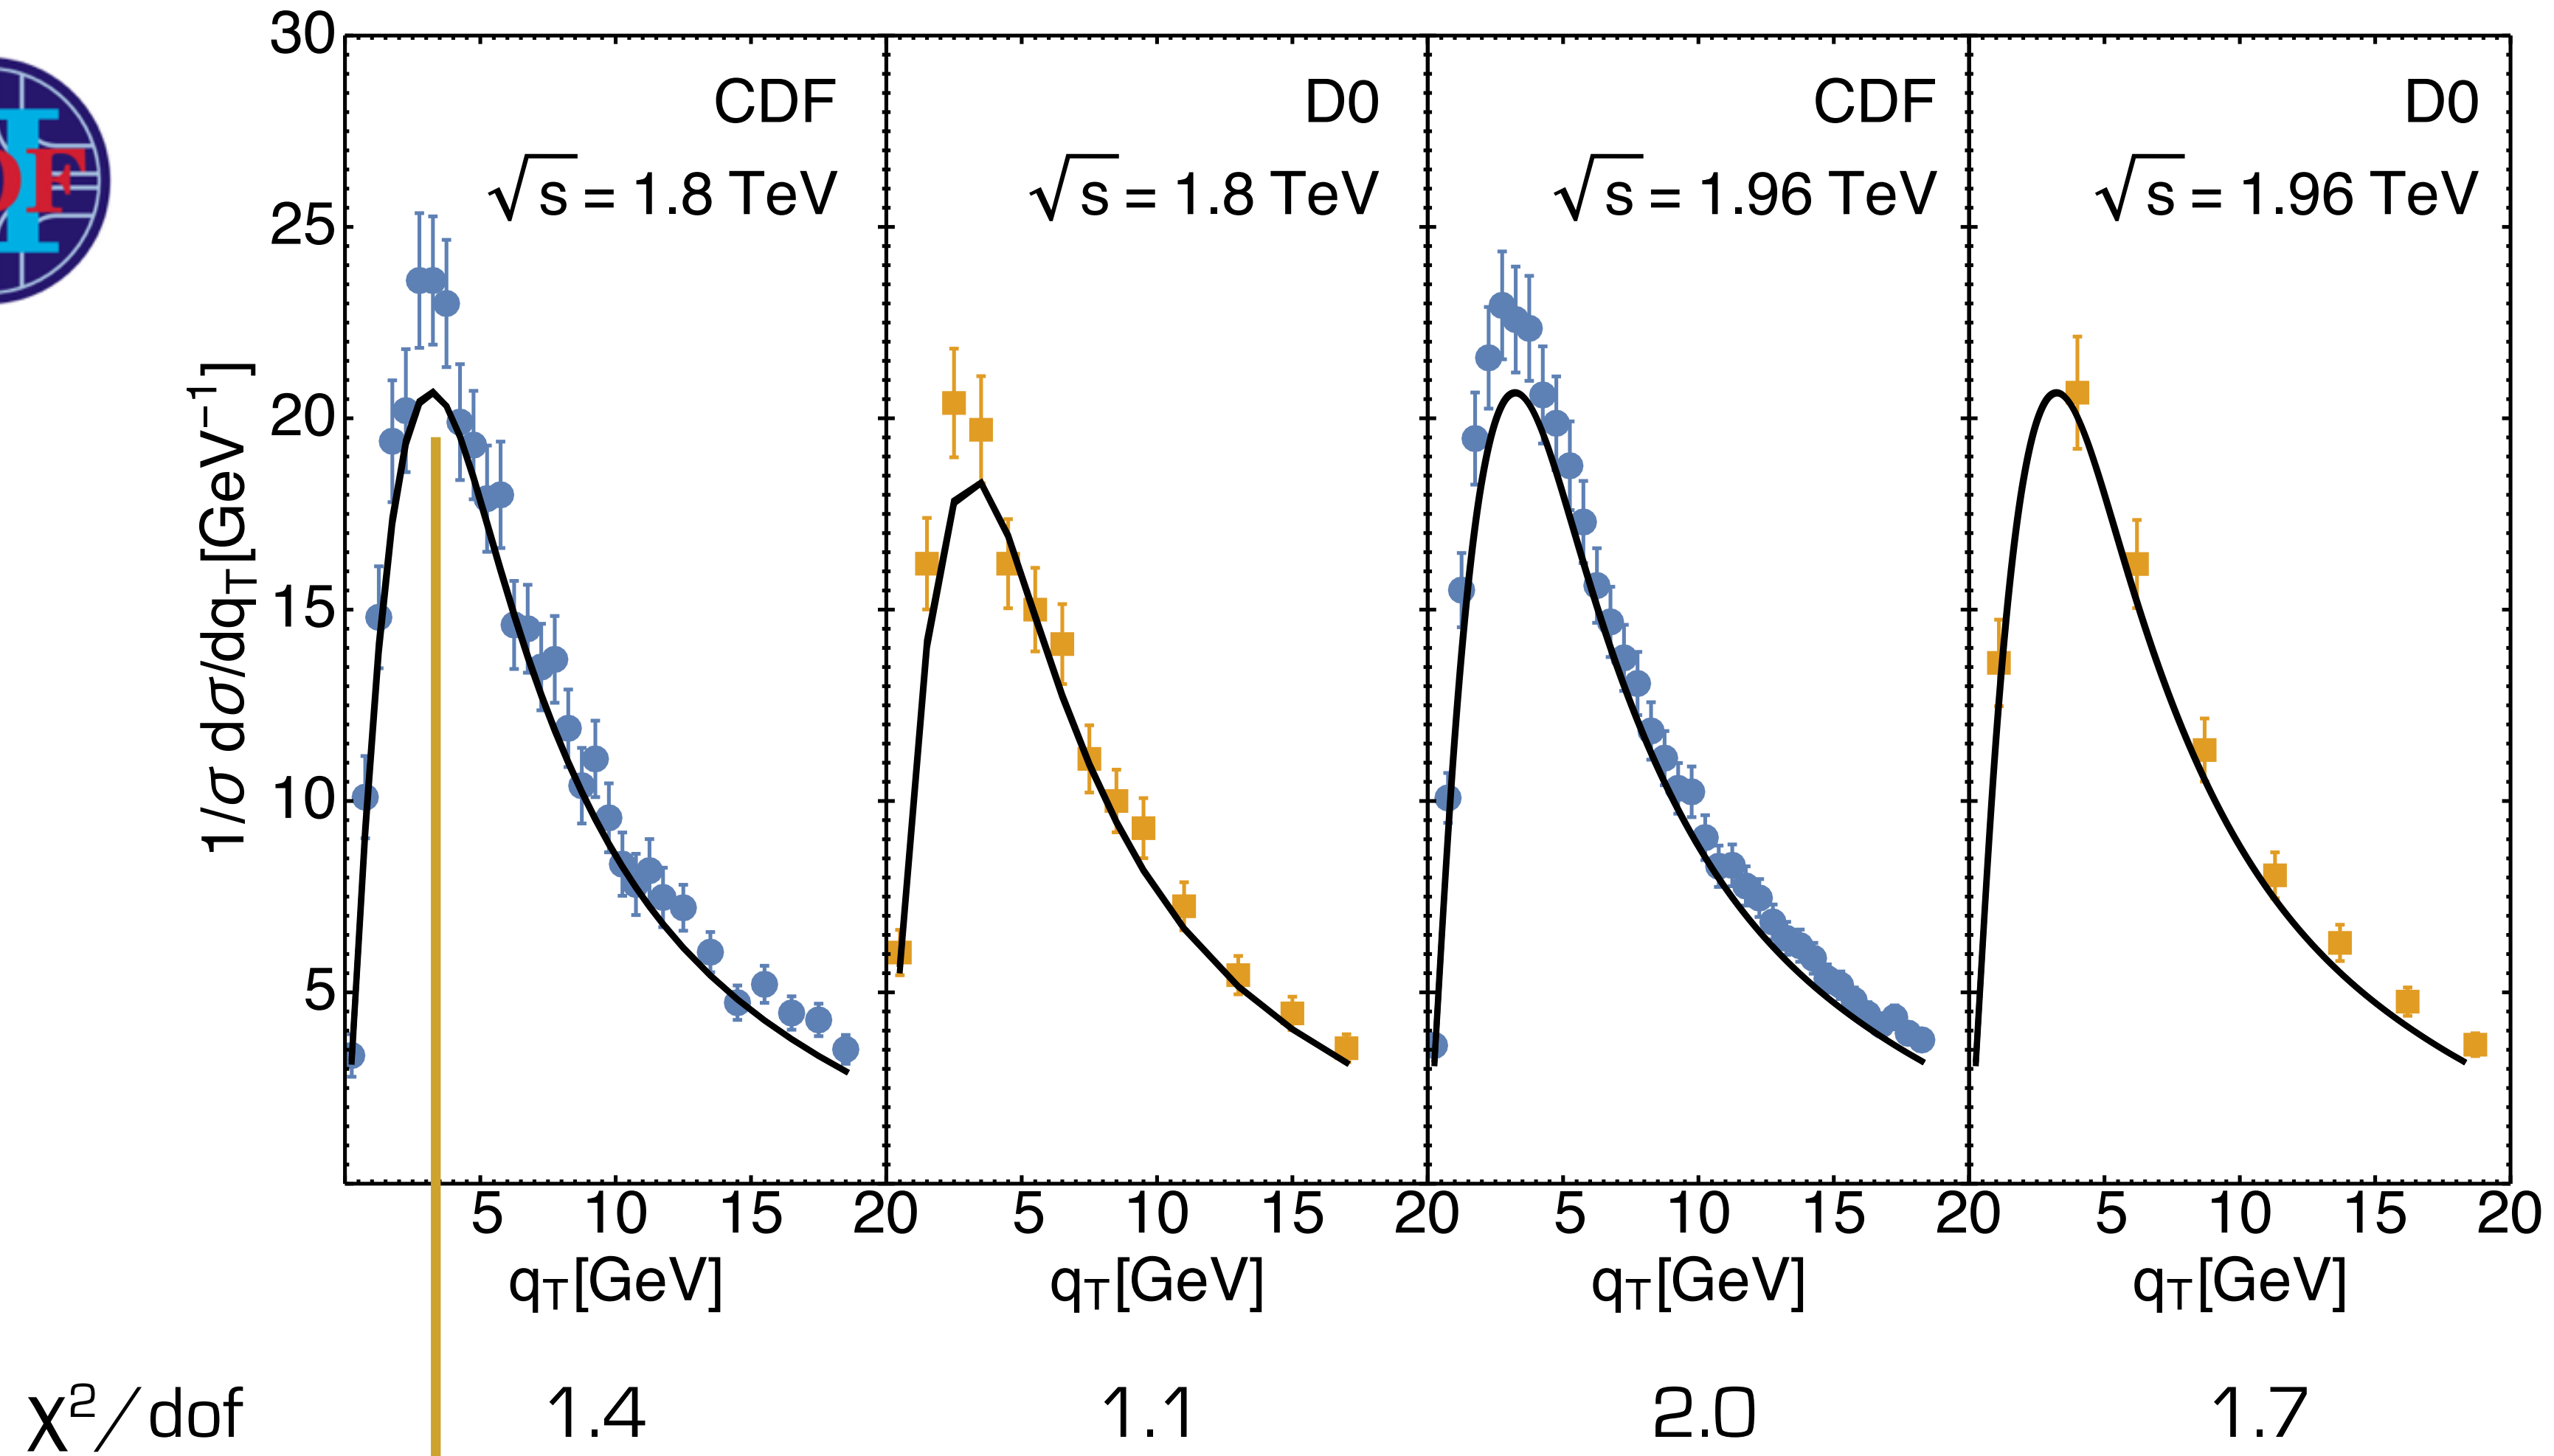 30
CDF
D0
CDF
D0
√s = 1.8 TeV
√s = 1.8 TeV
√s = 1.96 TeV
√s = 1.96 TeV
25
20
15
10
5
1/σ dσ/dq_T[GeV⁻¹]
5 10 15 20 5 10 15 20 5 10 15 20 5 10 15 20
q_T[GeV]
q_T[GeV]
q_T[GeV]
q_T[GeV]
χ²/dof 1.4 1.1 2.0 1.7